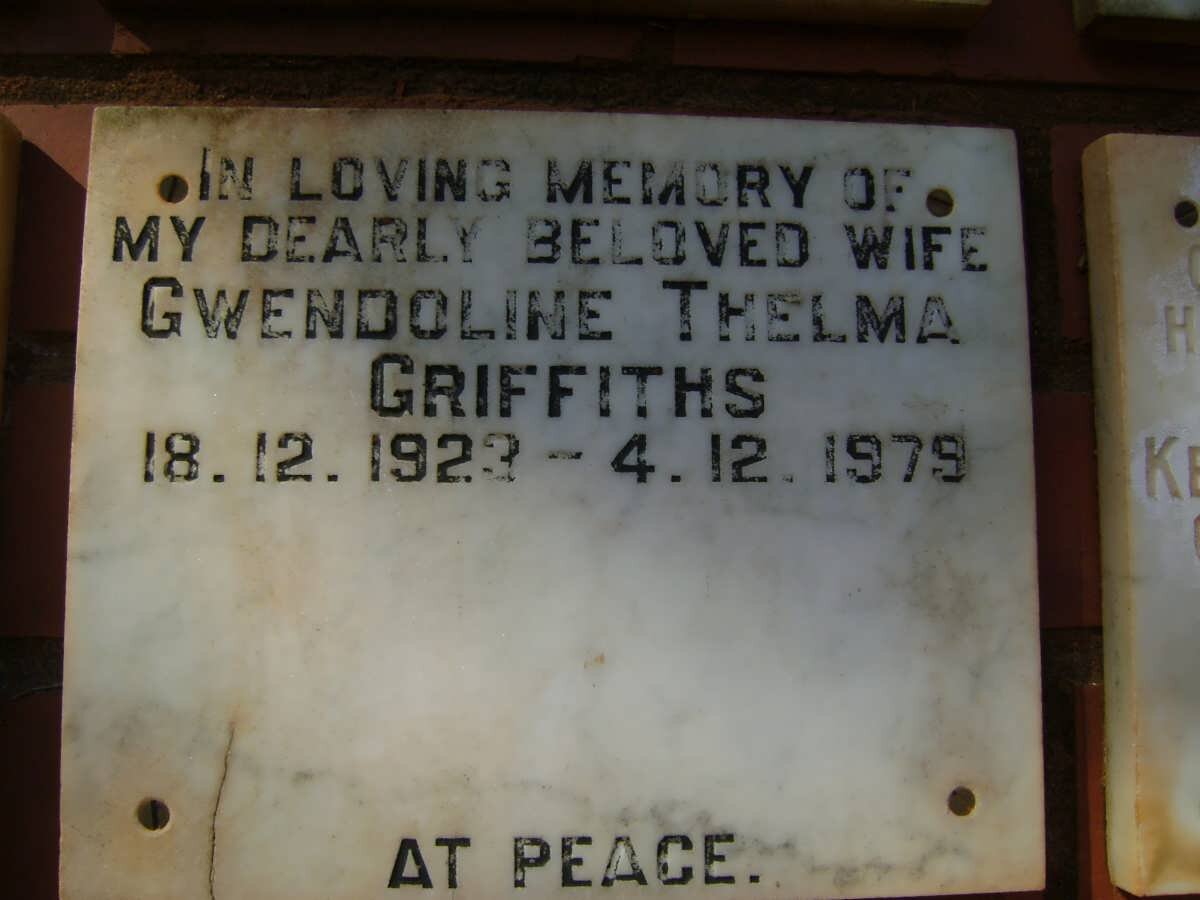 IN LOVING MEMORY OF
MY DEARLY BELOVED WIFE
GWENDOLINE THELMA
GRIFFITHS
18.12.1923 - 4.12.1979
AT PEACE.